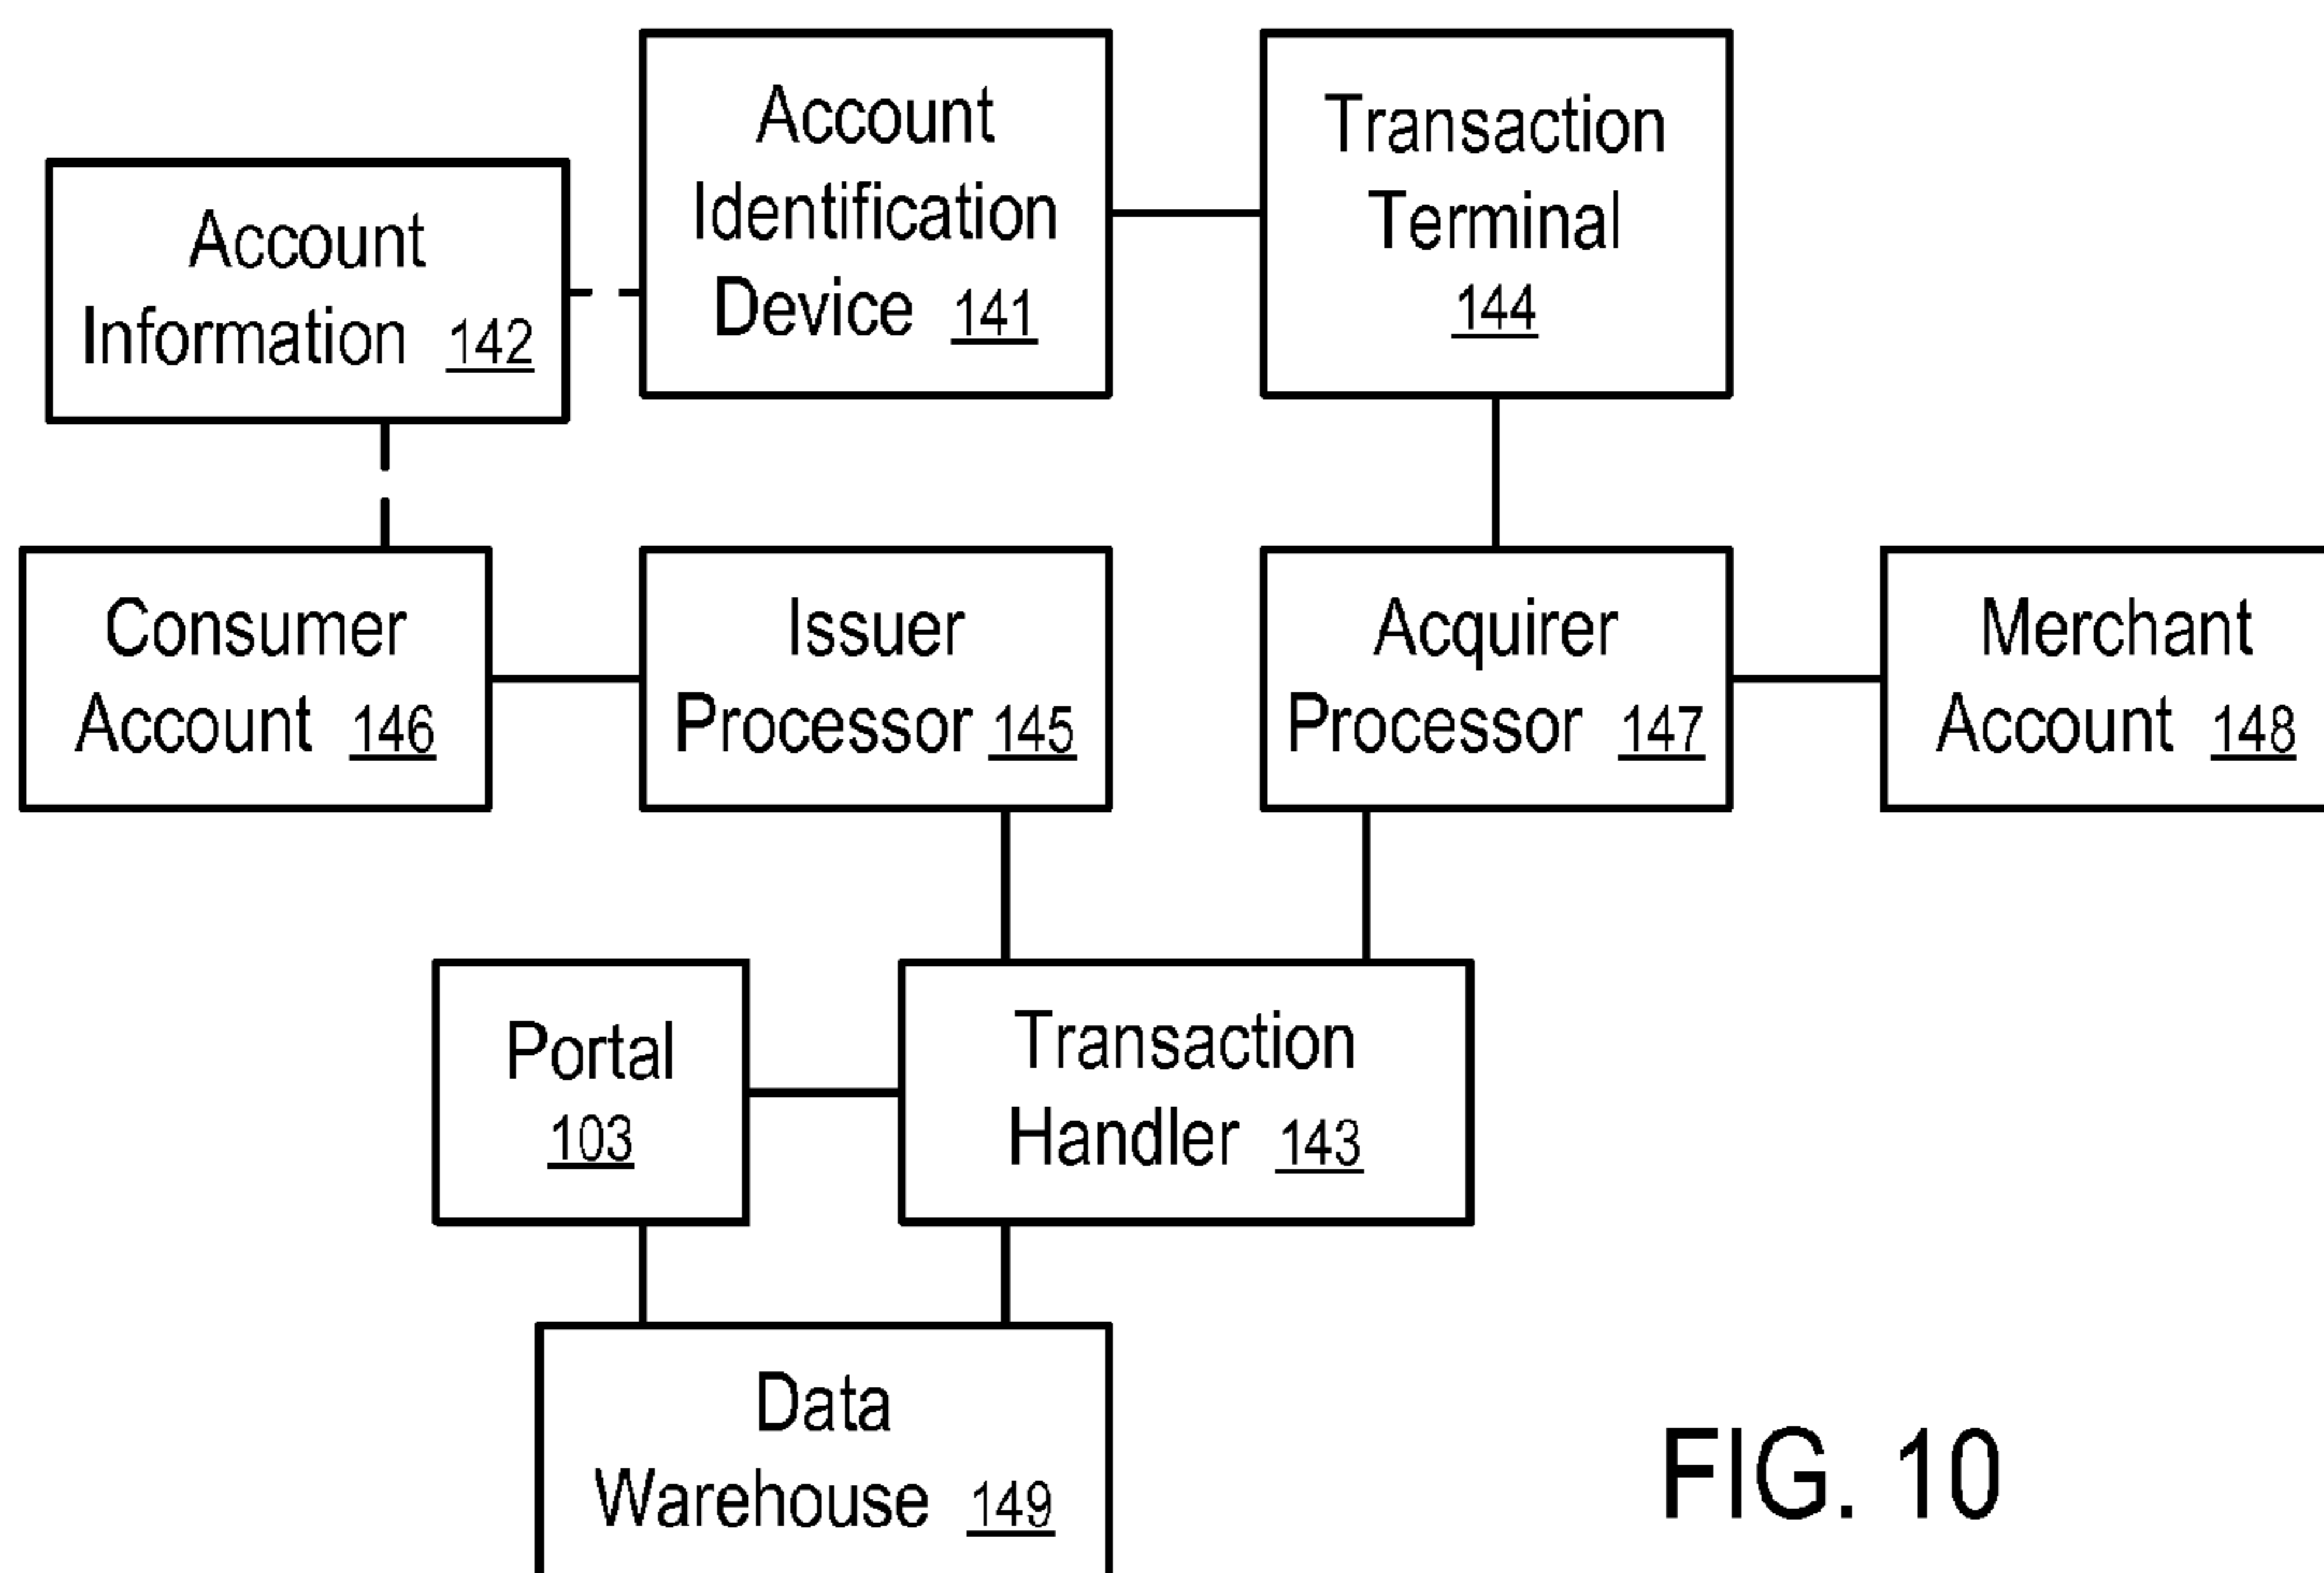 Account
Identification
Device 141
Transaction
Terminal
144
Account
Information 142
Consumer
Account 146
Issuer
Processor 145
Acquirer
Processor 147
Merchant
Account 148
Portal
103
Transaction
Handler 143
Data
Warehouse 149
FIG. 10